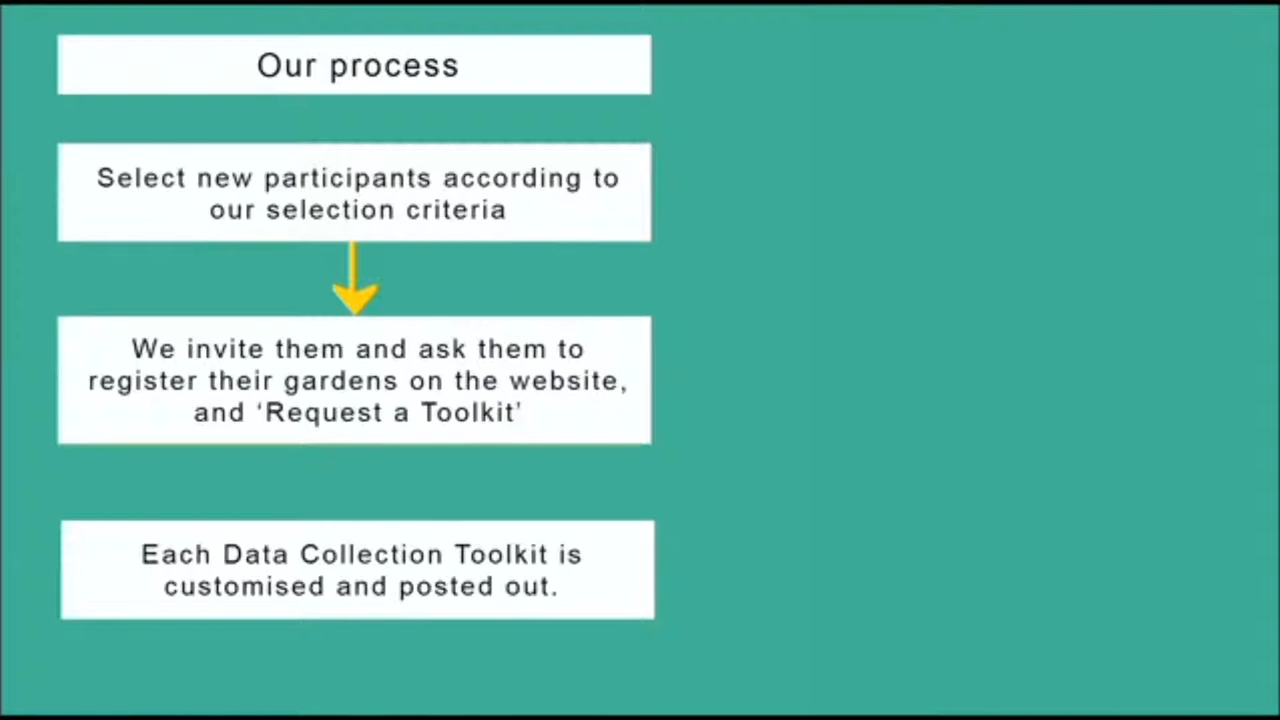 Our process
Select new participants according to
our selection criteria
We invite them and ask them to
register their gardens on the website,
and ‘Request a Toolkit’
Each Data Collection Toolkit is
customised and posted out.